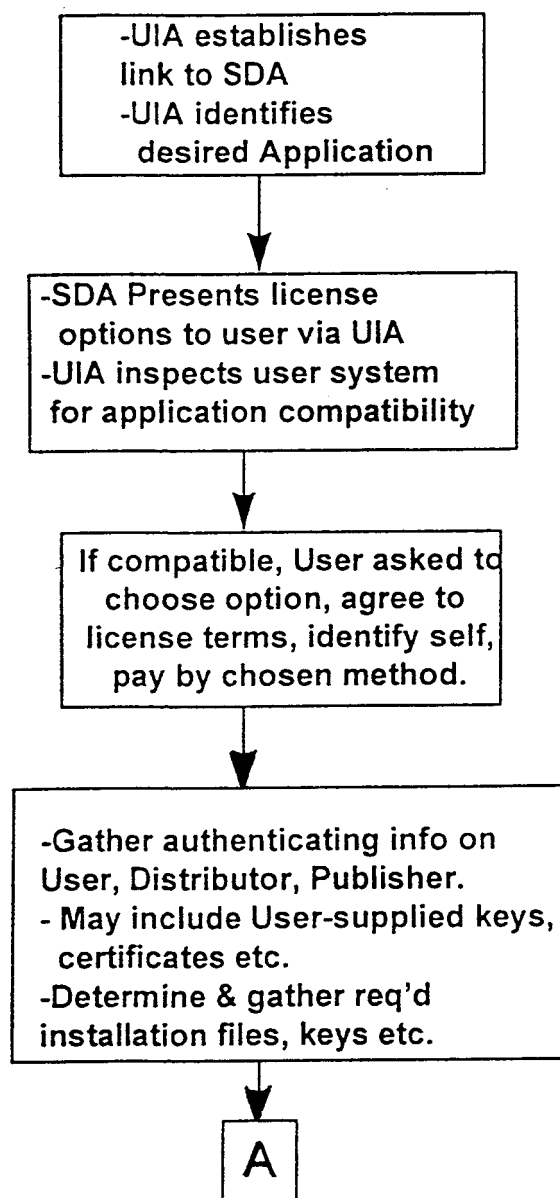 -UIA establishes
link to SDA
-UIA identifies
desired Application
-SDA Presents license
options to user via UIA
-UIA inspects user system
for application compatibility
If compatible, User asked to
choose option, agree to
license terms, identify self,
pay by chosen method.
-Gather authenticating info on
User, Distributor, Publisher.
- May include User-supplied keys,
certificates etc.
-Determine & gather req'd
installation files, keys etc.
A